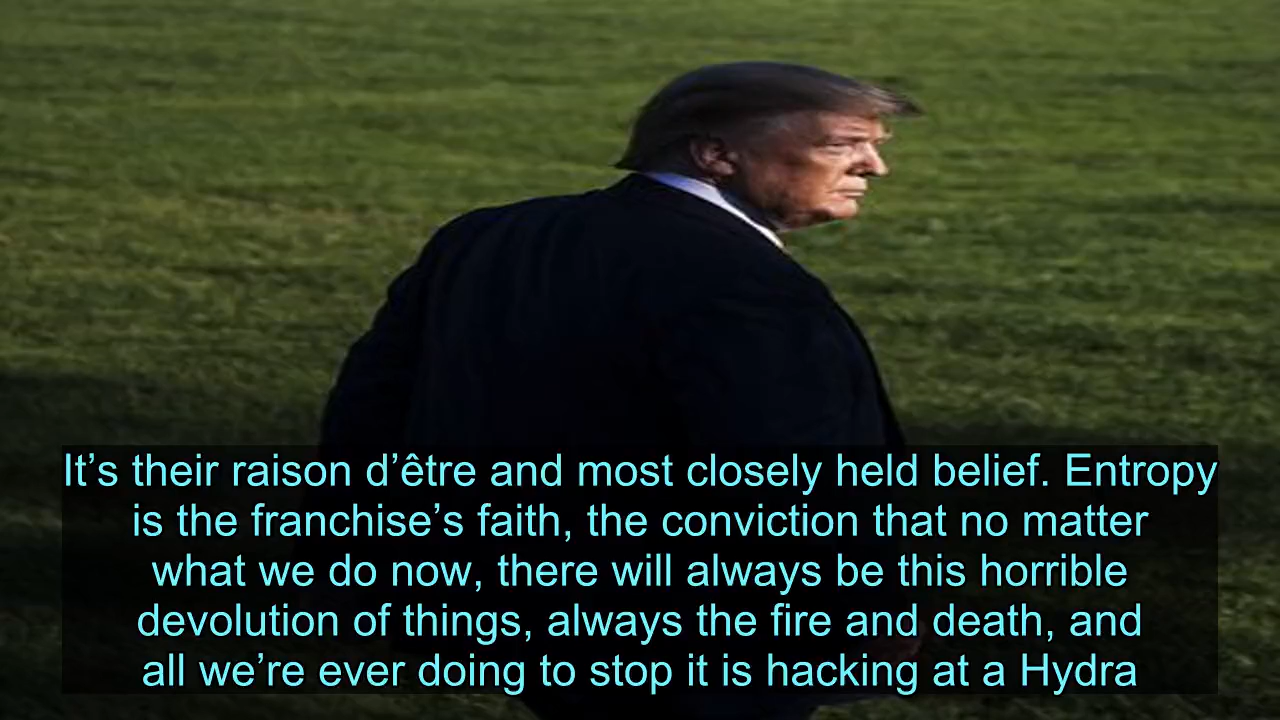 It’s their raison d’être and most closely held belief. Entropy
is the franchise’s faith, the conviction that no matter
what we do now, there will always be this horrible
devolution of things, always the fire and death, and
all we’re ever doing to stop it is hacking at a Hydra